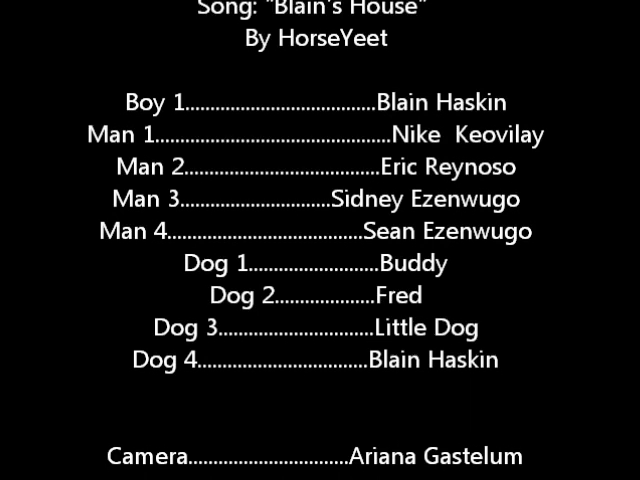 Song: "Blain's House"
By HorseYeet
Boy 1......................................Blain Haskin
Man 1...............................................Nike  Keovilay
Man 2.......................................Eric Reynoso
Man 3..............................Sidney Ezenwugo
Man 4.......................................Sean Ezenwugo
Dog 1..........................Buddy
Dog 2....................Fred
Dog 3...............................Little Dog
Dog 4..................................Blain Haskin
Camera................................Ariana Gastelum